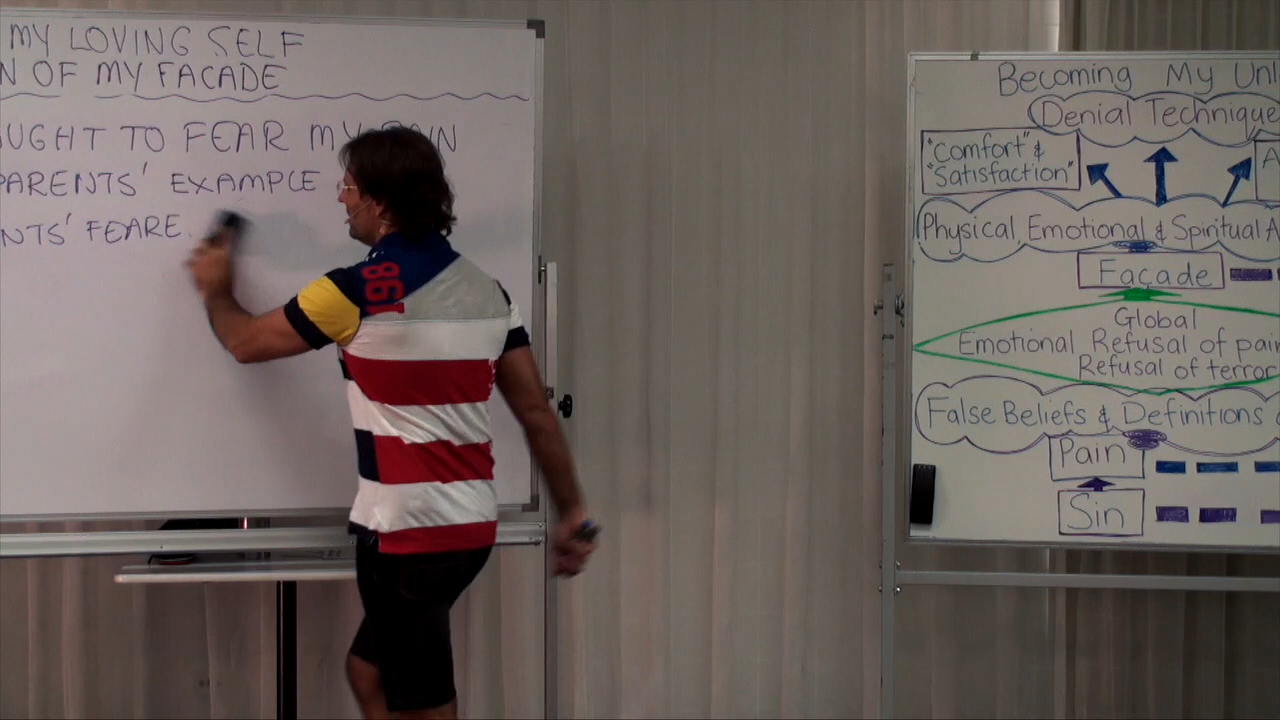 MY LOVING SELF
N OF MY FACADE
UGHT TO FEAR MY PAIN
PARENTS' EXAMPLE
NTS' FEARE.
861
Becoming My Unl
Denial Technique
"Comfort" &
"Satisfaction"
A
Physical, Emotional & Spiritual A
Façade
Global
Emotional Refusal of pain
Refusal of terror
False Beliefs & Definitions
Pain
Sin